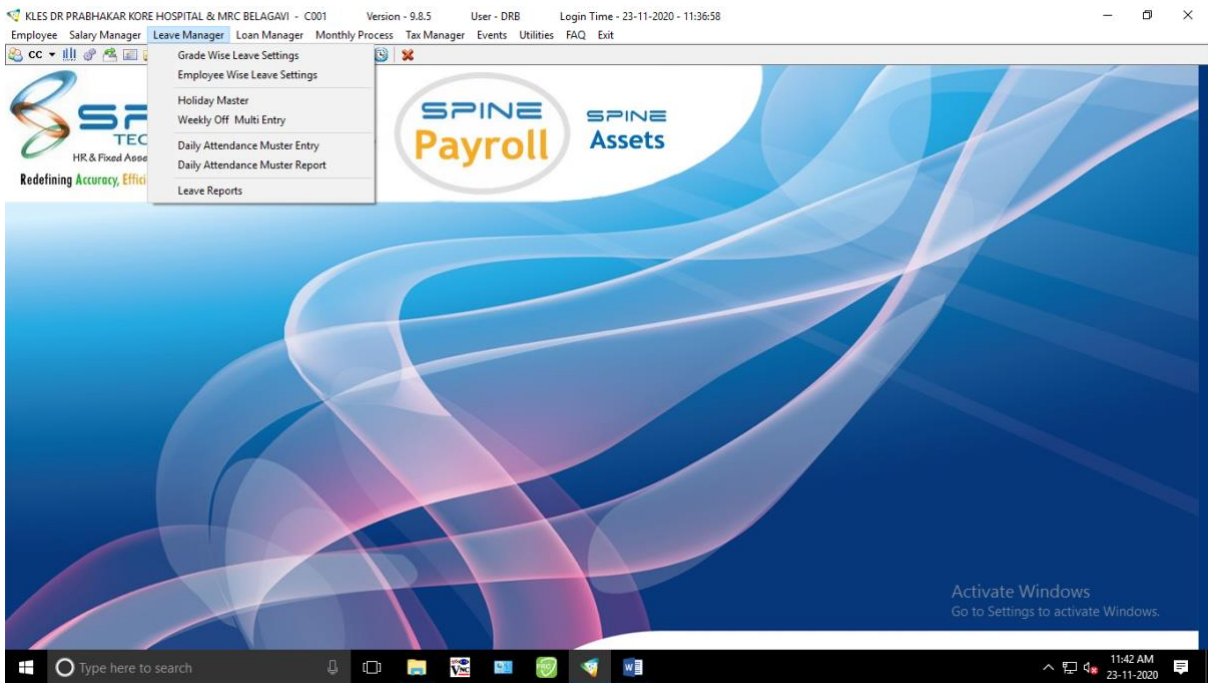 KLES DR PRABHAKAR KORE HOSPITAL & MRC BELAGAVI - C001 Version - 9.8.5 User - DRB Login Time - 23-11-2020 - 11:36:58
Employee Salary Manager Leave Manager Loan Manager Monthly Process Tax Manager Events Utilities FAQ Exit
CC
Grade Wise Leave Settings
Employee Wise Leave Settings
Holiday Master
Weekly Off Multi Entry
Daily Attendance Muster Entry
Daily Attendance Muster Report
Leave Reports
SP
TEC
HR & Fixed Asse
Redefining Accuracy, Effici
SPINE
Payroll
SPINE
Assets
Activate Windows
Go to Settings to activate Windows.
Type here to search
VNC
PRO
W
11:42 AM
23-11-2020